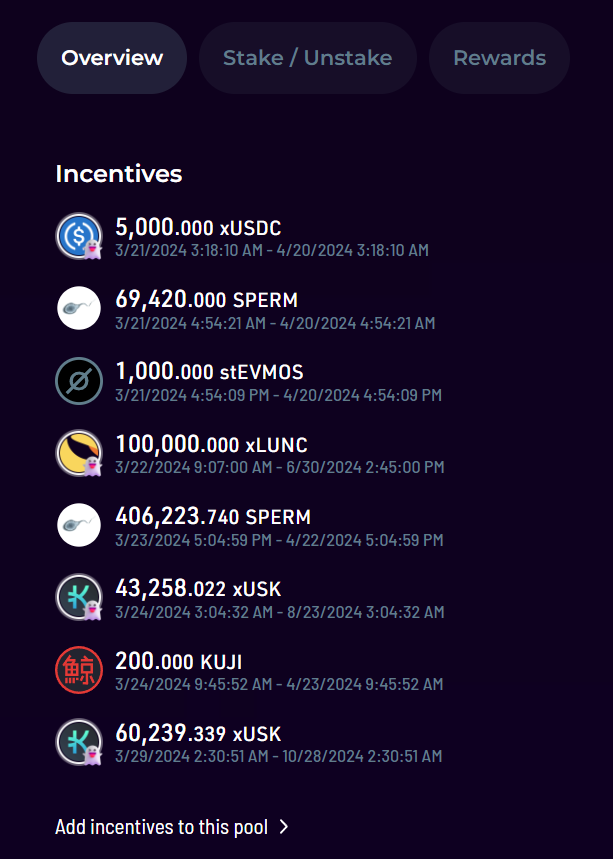 Overview Stake / Unstake Rewards
Incentives
5,000.000 xUSDC
3/21/2024 3:18:10 AM - 4/20/2024 3:18:10 AM
69,420.000 SPERM
3/21/2024 4:54:21 AM - 4/20/2024 4:54:21 AM
1,000.000 stEVMOS
3/21/2024 4:54:09 PM - 4/20/2024 4:54:09 PM
100,000.000 xLUNC
3/22/2024 9:07:00 AM - 6/30/2024 2:45:00 PM
406,223.740 SPERM
3/23/2024 5:04:59 PM - 4/22/2024 5:04:59 PM
43,258.022 xUSK
3/24/2024 3:04:32 AM - 8/23/2024 3:04:32 AM
鯨
200.000 KUJI
3/24/2024 9:45:52 AM - 4/23/2024 9:45:52 AM
60,239.339 xUSK
3/29/2024 2:30:51 AM - 10/28/2024 2:30:51 AM
Add incentives to this pool >